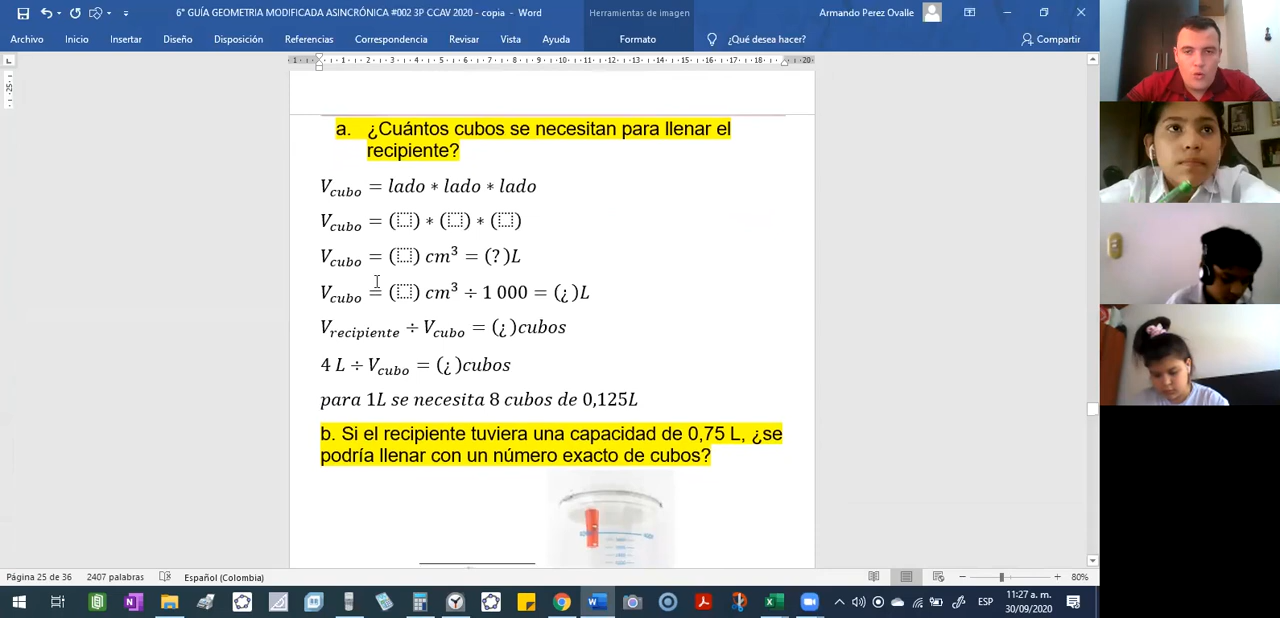 6° GUÍA GEOMETRIA MODIFICADA ASINCRÓNICA #002 3P CCAV 2020 - copia - Word
Herramientas de imagen
Armando Perez Ovalle
Archivo Inicio Insertar Diseño Disposición Referencias Correspondencia Revisar Vista Ayuda Formato ¿Qué desea hacer? Compartir
a. ¿Cuántos cubos se necesitan para llenar el
recipiente?
V_cubo = lado * lado * lado
V_cubo = (⬚) * (⬚) * (⬚)
V_cubo = (⬚) cm³ = (?)L
V_cubo = (⬚) cm³ ÷ 1 000 = (¿)L
V_recipiente ÷ V_cubo = (¿)cubos
4 L ÷ V_cubo = (¿)cubos
para 1L se necesita 8 cubos de 0,125L
b. Si el recipiente tuviera una capacidad de 0,75 L, ¿se
podría llenar con un número exacto de cubos?
Página 25 de 36 2407 palabras Español (Colombia) 80%
ESP
11:27 a. m.
30/09/2020